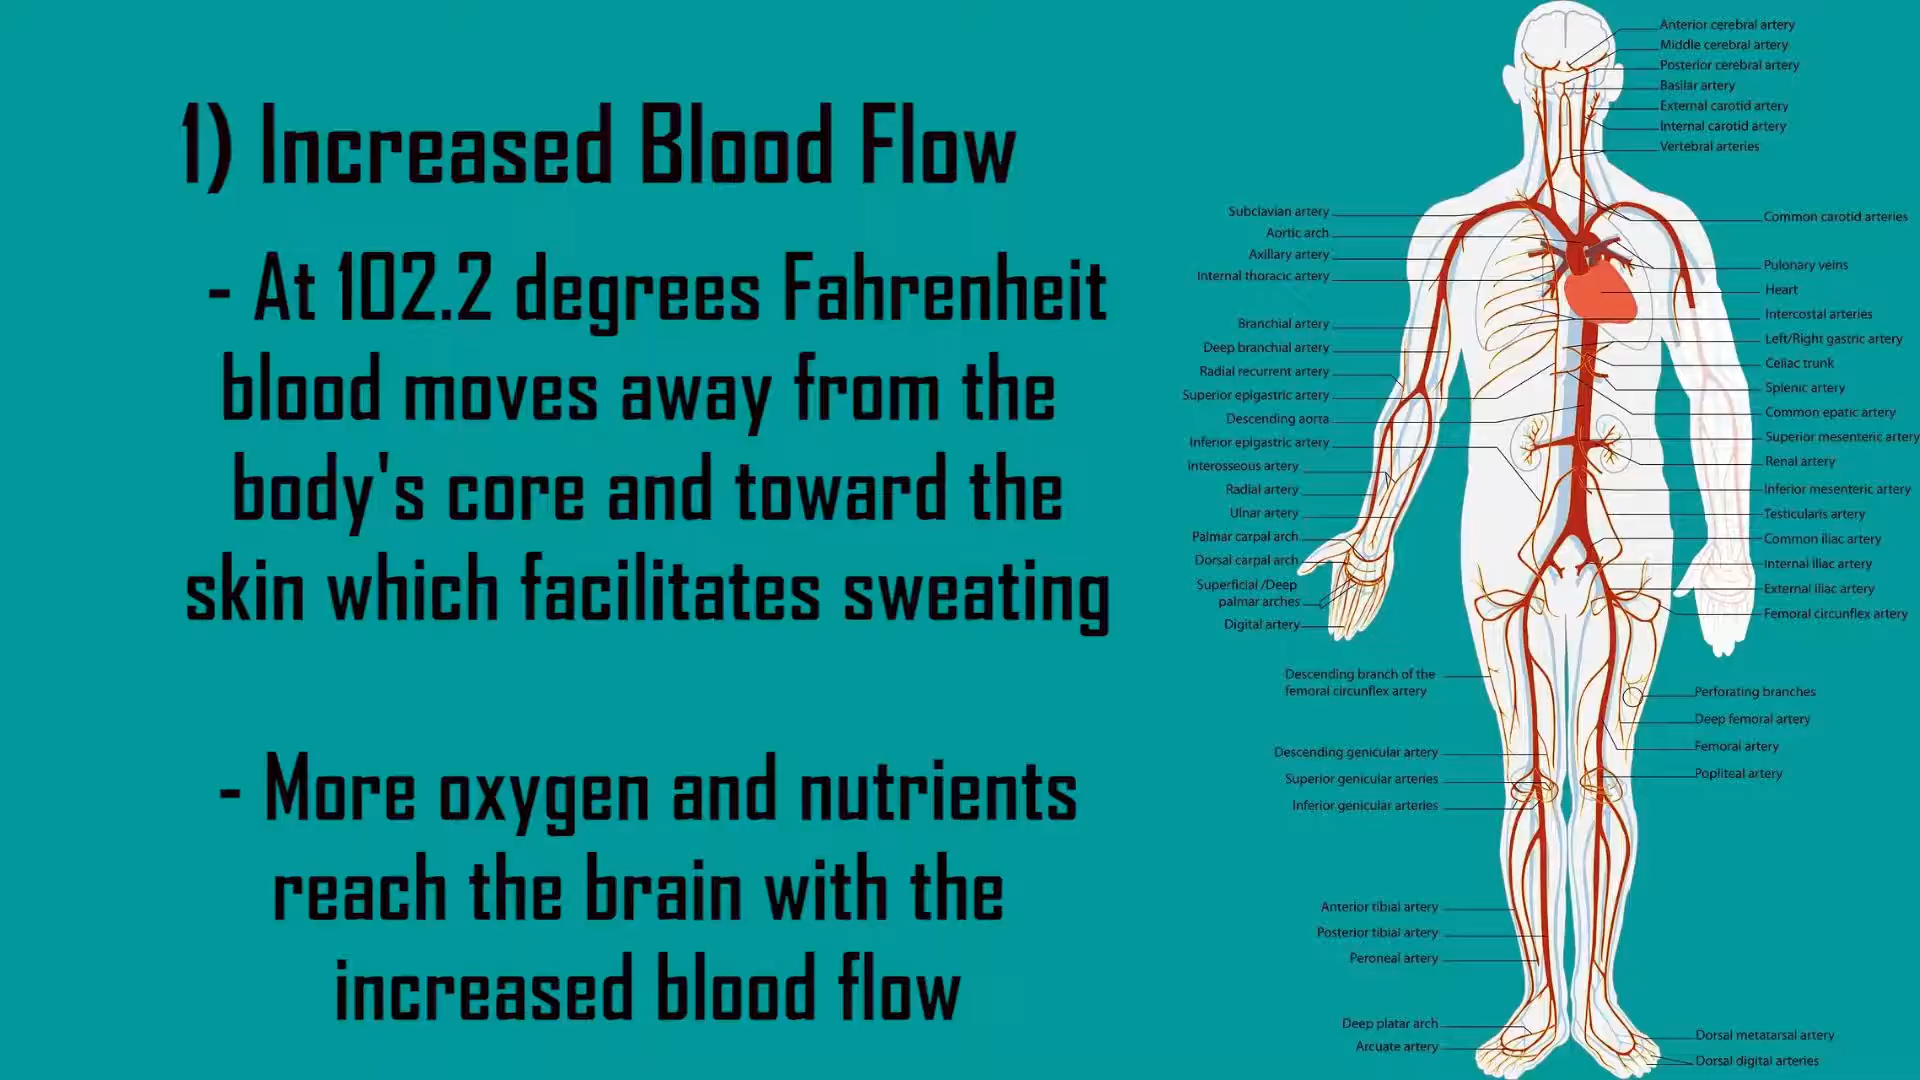 1) Increased Blood Flow
- At 102.2 degrees Fahrenheit
blood moves away from the
body's core and toward the
skin which facilitates sweating
- More oxygen and nutrients
reach the brain with the
increased blood flow
Anterior cerebral artery
Middle cerebral artery
Posterior cerebral artery
Basilar artery
External carotid artery
Internal carotid artery
Vertebral arteries
Subclavian artery
Aortic arch
Axillary artery
Internal thoracic artery
Branchial artery
Deep branchial artery
Radial recurrent artery
Superior epigastric artery
Descending aorta
Inferior epigastric artery
Interosseous artery
Radial artery
Ulnar artery
Palmar carpal arch
Dorsal carpal arch
Superficial /Deep
palmar arches
Digital artery
Common carotid arteries
Pulonary veins
Heart
Intercostal arteries
Left/Right gastric artery
Celiac trunk
Splenic artery
Common epatic artery
Superior mesenteric artery
Renal artery
Inferior mesenteric artery
Testicularis artery
Common iliac artery
Internal iliac artery
External iliac artery
Femoral circunflex artery
Descending branch of the
femoral circunflex artery
Descending genicular artery
Superior genicular arteries
Inferior genicular arteries
Perforating branches
Deep femoral artery
Femoral artery
Popliteal artery
Anterior tibial artery
Posterior tibial artery
Peroneal artery
Deep platar arch
Arcuate artery
Dorsal metatarsal artery
Dorsal digital arteries